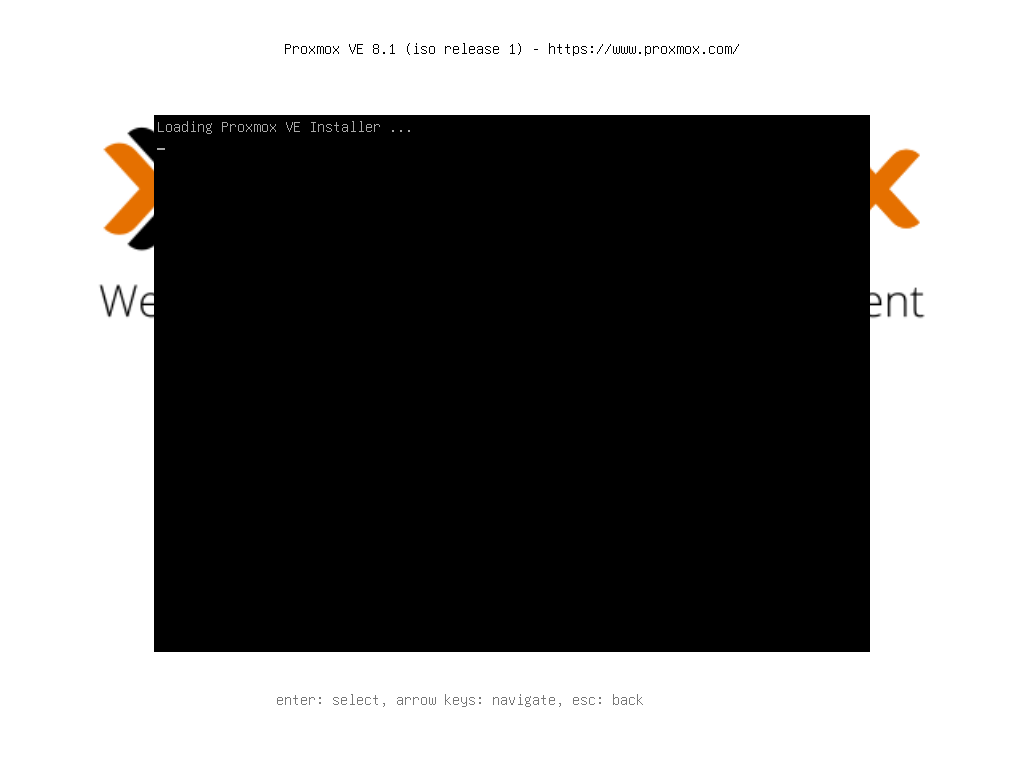 Proxmox VE 8.1 (iso release 1) - https://www.proxmox.com/
Loading Proxmox VE Installer ...
We
ent
enter: select, arrow keys: navigate, esc: back